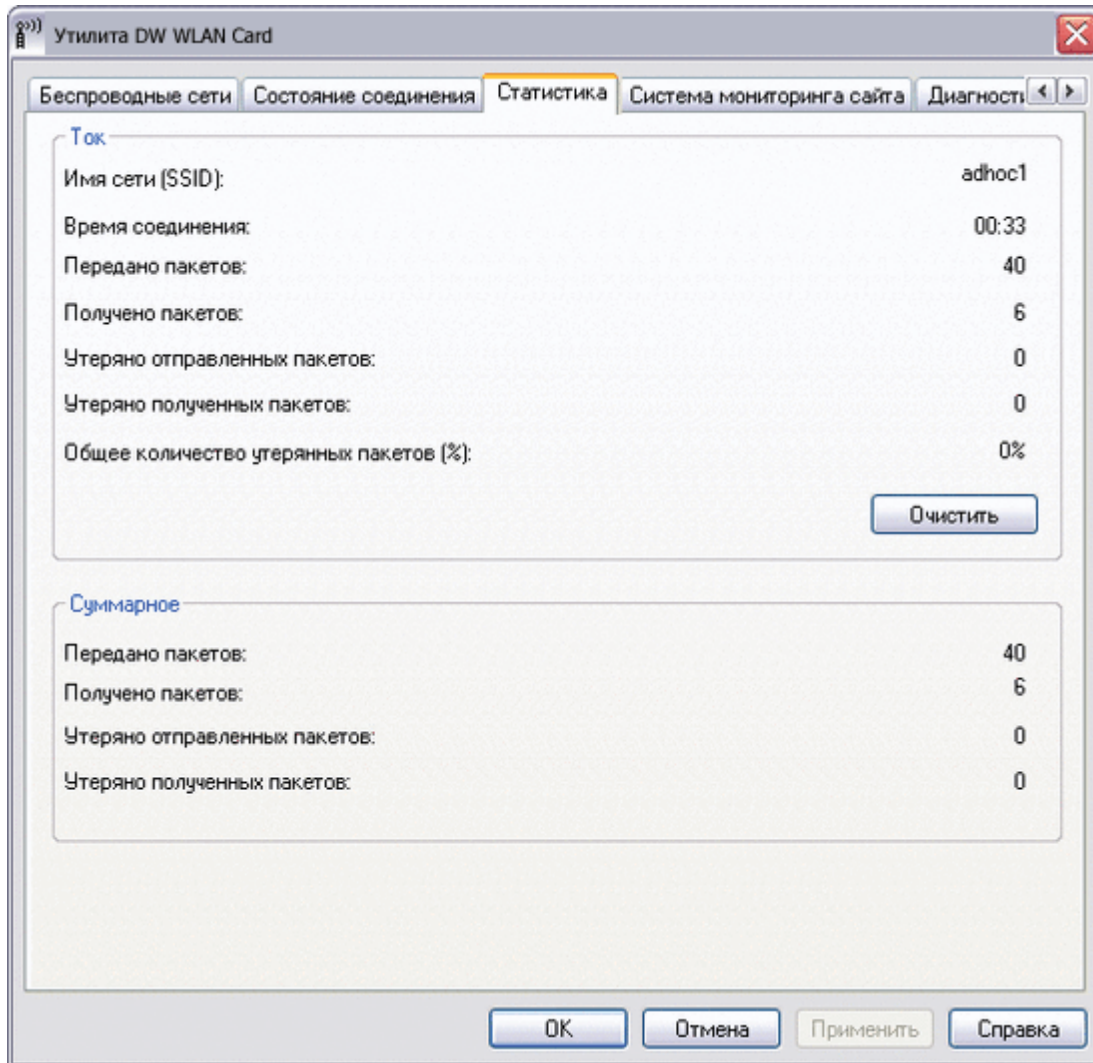 Утилита DW WLAN Card
Беспроводные сети Состояние соединения Статистика Система мониторинга сайта Диагности
Ток
Имя сети (SSID): adhoc1
Время соединения: 00:33
Передано пакетов: 40
Получено пакетов: 6
Утеряно отправленных пакетов: 0
Утеряно полученных пакетов: 0
Общее количество утерянных пакетов (%): 0%
Очистить
Суммарное
Передано пакетов: 40
Получено пакетов: 6
Утеряно отправленных пакетов: 0
Утеряно полученных пакетов: 0
OK Отмена Применить Справка